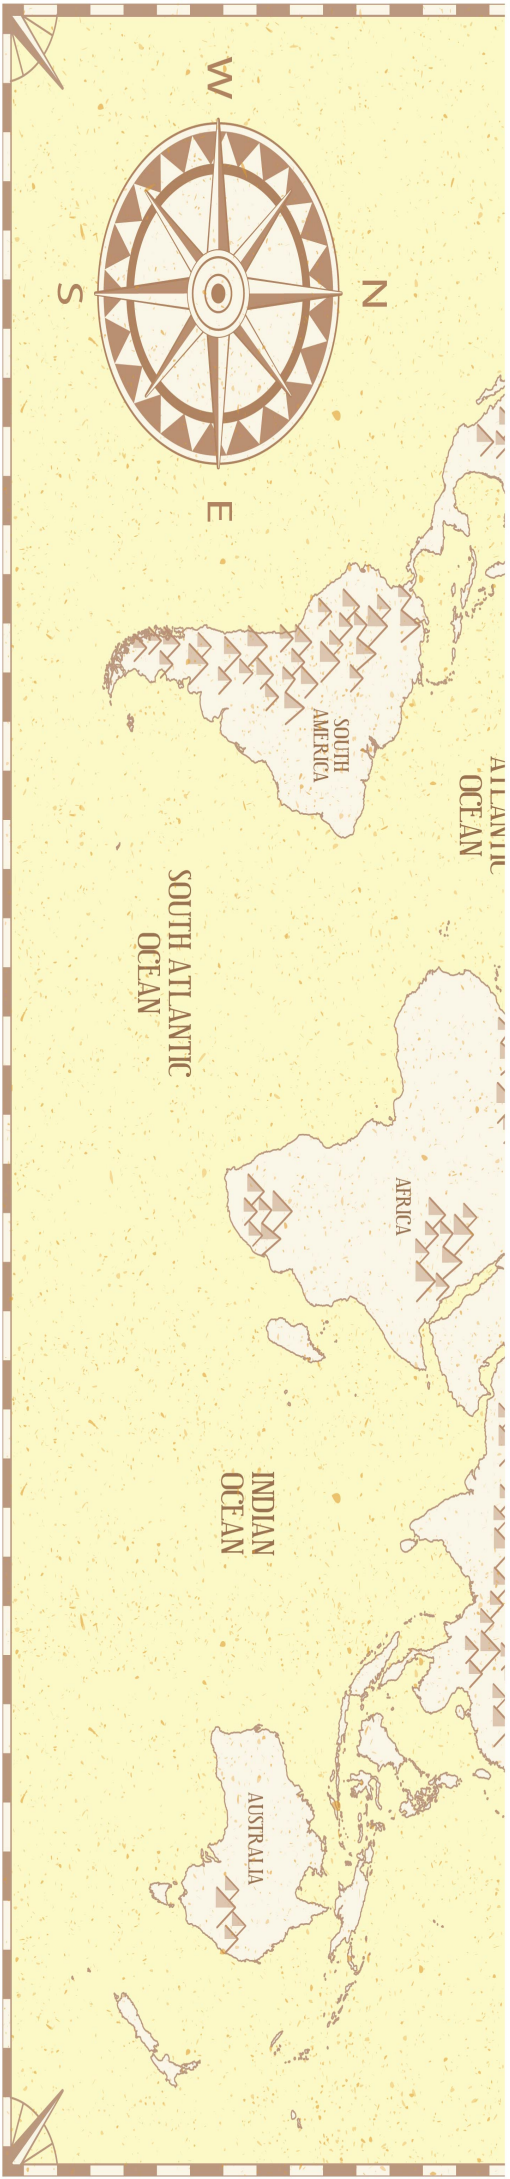 N
W
E
S
ATLANTIC
OCEAN
SOUTH
AMERICA
AFRICA
SOUTH ATLANTIC
OCEAN
INDIAN
OCEAN
AUSTRALIA